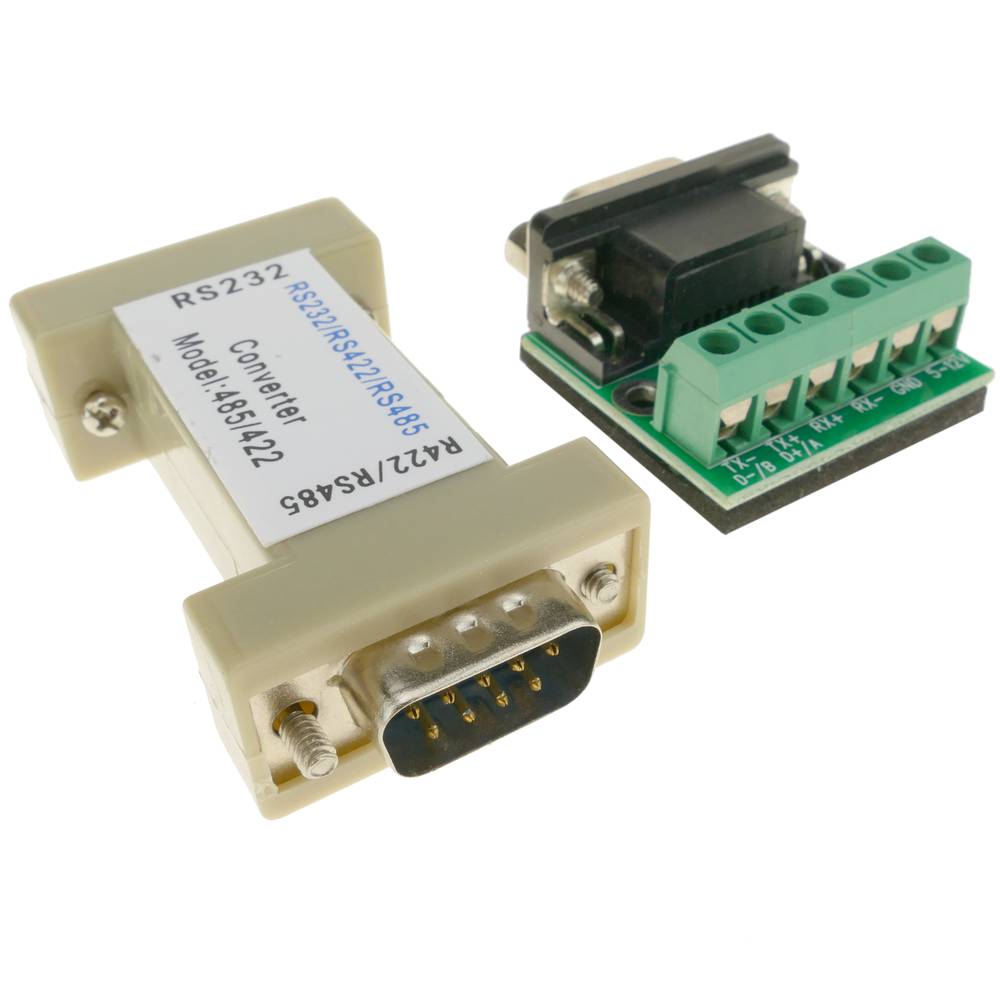 RS232
RS232/RS422/RS485
Converter
Model:485/422
R422/RS485
TX- TX+ RX+ RX- GND 5-12V
D-/B D+/A